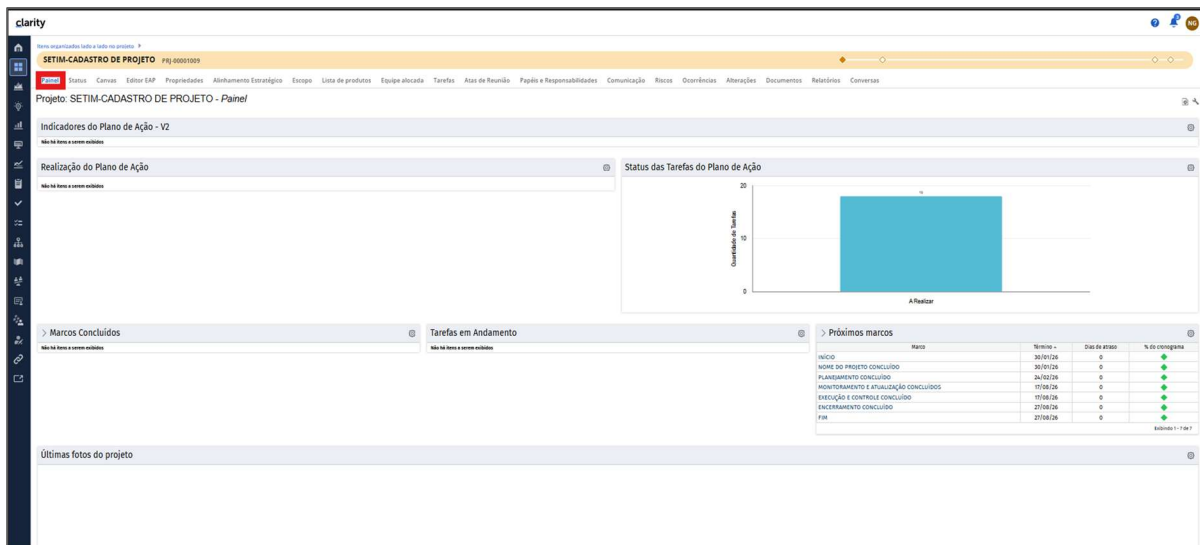 clarity
NG
Itens organizados lado a lado no projeto
SETIM-CADASTRO DE PROJETO PRJ-00001009
Painel Status Canvas Editor EAP Propriedades Alinhamento Estratégico Escopo Lista de produtos Equipe alocada Tarefas Atas de Reunião Papéis e Responsabilidades Comunicação Riscos Ocorrências Alterações Documentos Relatórios Conversas
Projeto: SETIM-CADASTRO DE PROJETO - Painel
Indicadores do Plano de Ação - V2
Não há itens a serem exibidos
Realização do Plano de Ação
Não há itens a serem exibidos
Status das Tarefas do Plano de Ação
20
10
0
Quantidade de Tarefas
A Realizar
Marcos Concluídos
Não há itens a serem exibidos
Tarefas em Andamento
Não há itens a serem exibidos
Próximos marcos
Marco Término Dias de atraso % do cronograma
INÍCIO 30/01/26 0
NOME DO PROJETO CONCLUÍDO 30/01/26 0
PLANEJAMENTO CONCLUÍDO 24/02/26 0
MONITORAMENTO E ATUALIZAÇÃO CONCLUÍDOS 17/08/26 0
EXECUÇÃO E CONTROLE CONCLUÍDO 17/08/26 0
ENCERRAMENTO CONCLUÍDO 27/08/26 0
FIM 27/08/26 0
Exibindo 1 - 7 de 7
Últimas fotos do projeto